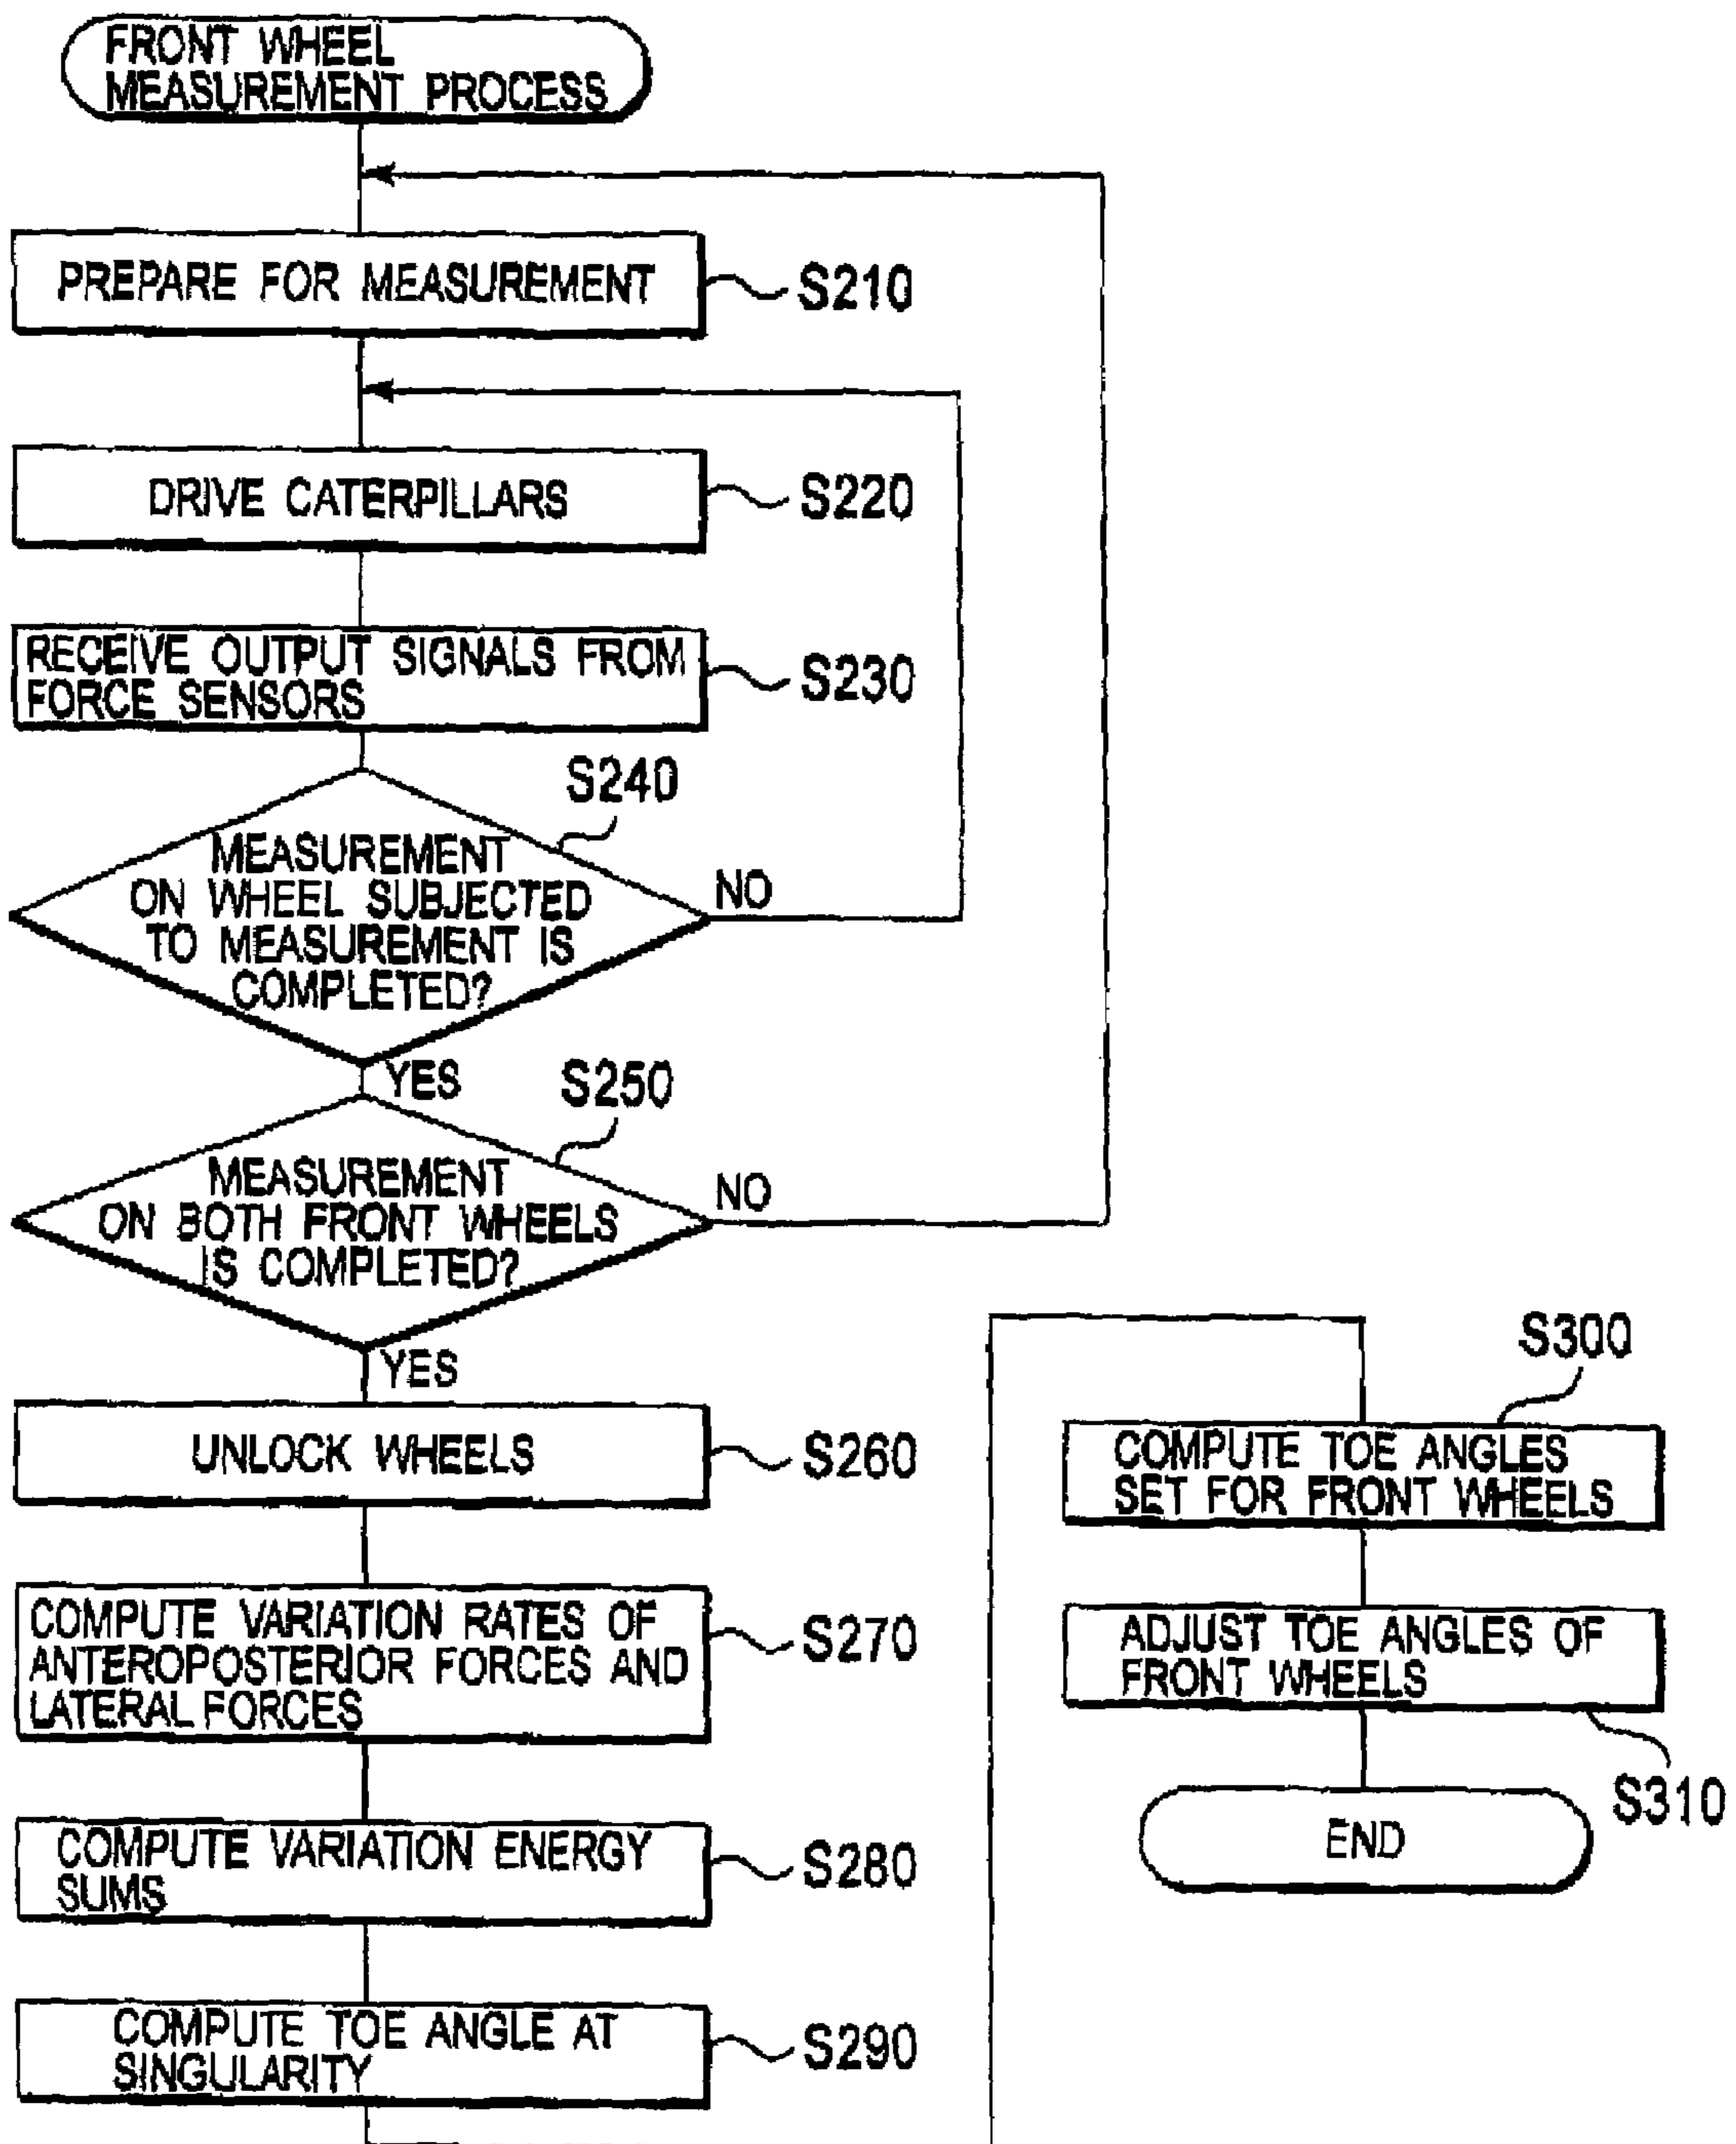 FRONT WHEEL
MEASUREMENT PROCESS
PREPARE FOR MEASUREMENT
S210
DRIVE CATERPILLARS
S220
RECEIVE OUTPUT SIGNALS FROM
FORCE SENSORS
S230
S240
MEASUREMENT
ON WHEEL SUBJECTED
TO MEASUREMENT IS
COMPLETED?
NO
YES
S250
MEASUREMENT
ON BOTH FRONT WHEELS
IS COMPLETED?
NO
YES
UNLOCK WHEELS
S260
COMPUTE VARIATION RATES OF
ANTEROPOSTERIOR FORCES AND
LATERAL FORCES
S270
COMPUTE VARIATION ENERGY
SUMS
S280
COMPUTE TOE ANGLE AT
SINGULARITY
S290
S300
COMPUTE TOE ANGLES
SET FOR FRONT WHEELS
ADJUST TOE ANGLES OF
FRONT WHEELS
S310
END